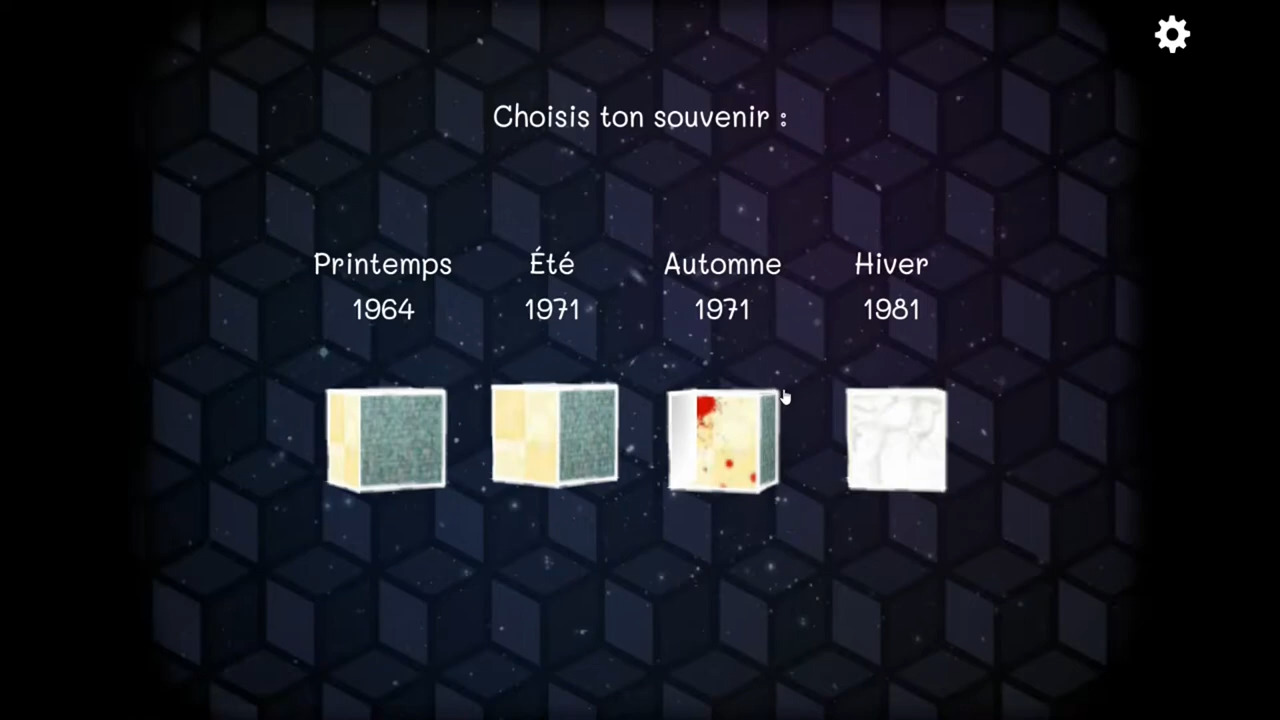 Choisis ton souvenir :
Printemps Été Automne Hiver
1964 1971 1971 1981